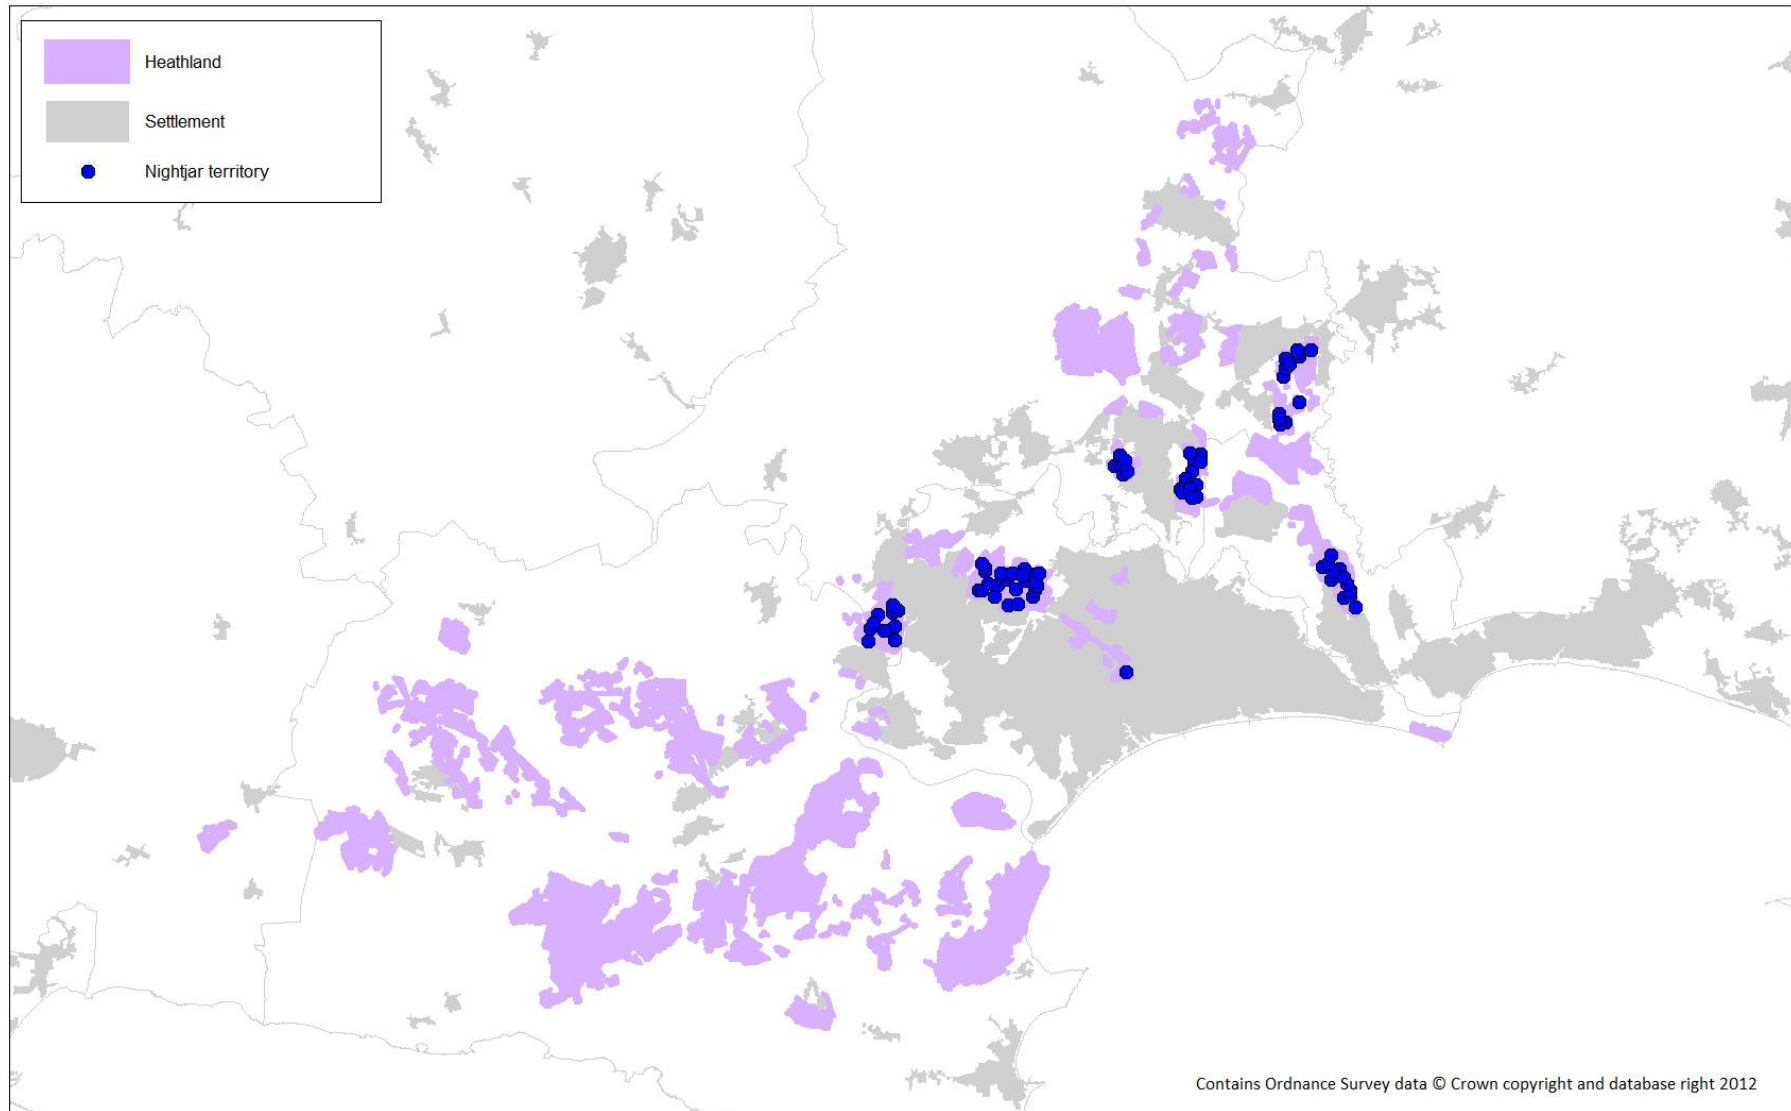 Heathland
Settlement
Nightjar territory
Contains Ordnance Survey data © Crown copyright and database right 2012